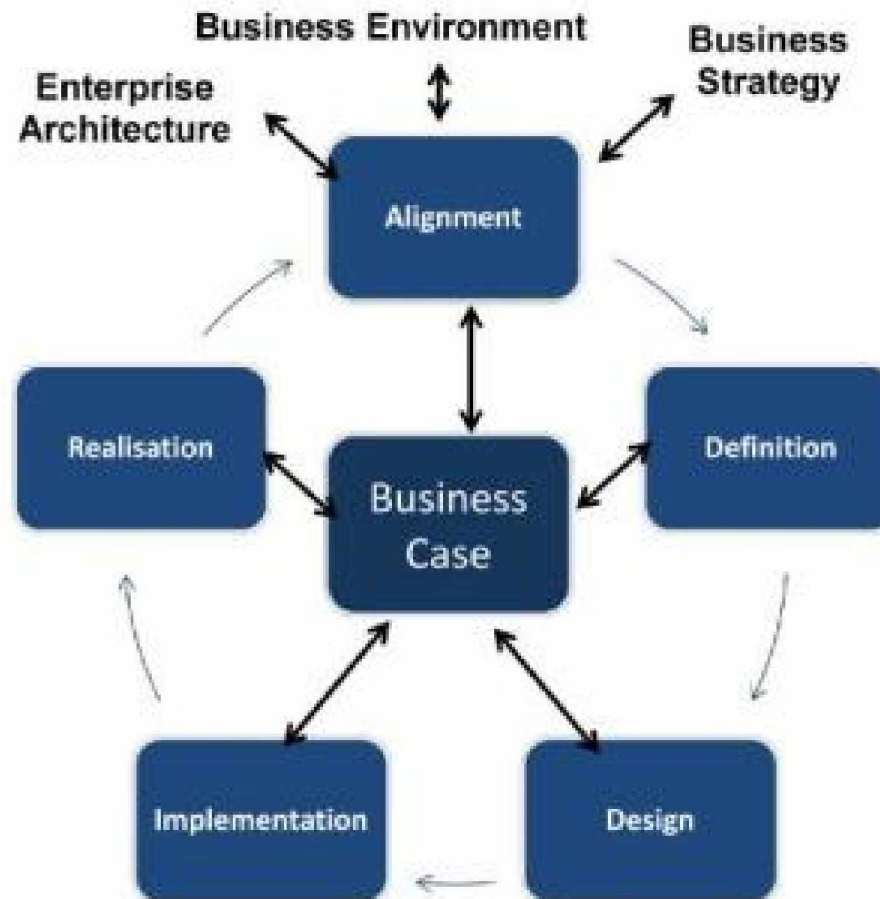 Business Environment
Business
Strategy
Enterprise
Architecture
Alignment
Realisation
Definition
Business
Case
Implementation
Design